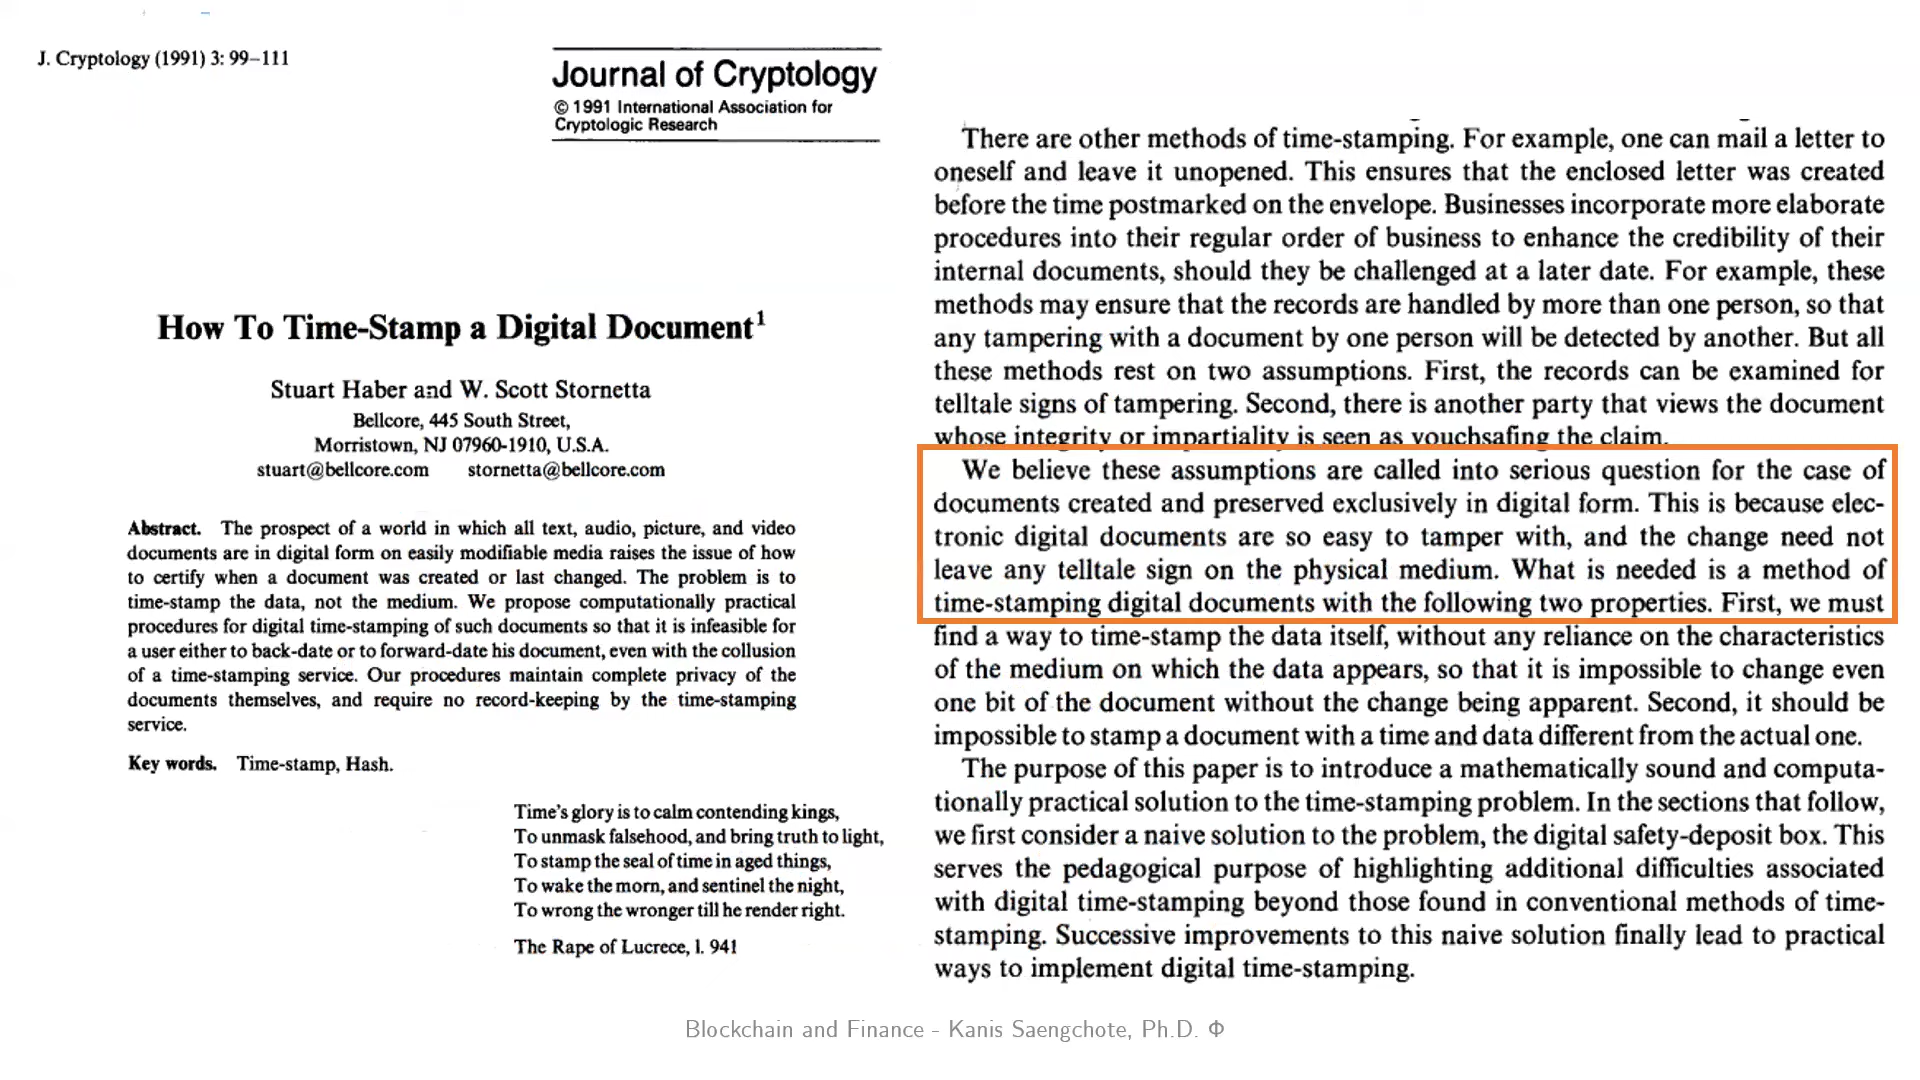 J. Cryptology (1991) 3: 99–111
Journal of Cryptology
© 1991 International Association for
Cryptologic Research
How To Time-Stamp a Digital Document¹
Stuart Haber and W. Scott Stornetta
Bellcore, 445 South Street,
Morristown, NJ 07960-1910, U.S.A.
stuart@bellcore.com stornetta@bellcore.com
Abstract. The prospect of a world in which all text, audio, picture, and video
documents are in digital form on easily modifiable media raises the issue of how
to certify when a document was created or last changed. The problem is to
time-stamp the data, not the medium. We propose computationally practical
procedures for digital time-stamping of such documents so that it is infeasible for
a user either to back-date or to forward-date his document, even with the collusion
of a time-stamping service. Our procedures maintain complete privacy of the
documents themselves, and require no record-keeping by the time-stamping
service.
Key words. Time-stamp, Hash.
Time's glory is to calm contending kings,
To unmask falsehood, and bring truth to light,
To stamp the seal of time in aged things,
To wake the morn, and sentinel the night,
To wrong the wronger till he render right.
The Rape of Lucrece, l. 941
There are other methods of time-stamping. For example, one can mail a letter to
oneself and leave it unopened. This ensures that the enclosed letter was created
before the time postmarked on the envelope. Businesses incorporate more elaborate
procedures into their regular order of business to enhance the credibility of their
internal documents, should they be challenged at a later date. For example, these
methods may ensure that the records are handled by more than one person, so that
any tampering with a document by one person will be detected by another. But all
these methods rest on two assumptions. First, the records can be examined for
telltale signs of tampering. Second, there is another party that views the document
whose integrity or impartiality is seen as vouchsafing the claim.
We believe these assumptions are called into serious question for the case of
documents created and preserved exclusively in digital form. This is because elec-
tronic digital documents are so easy to tamper with, and the change need not
leave any telltale sign on the physical medium. What is needed is a method of
time-stamping digital documents with the following two properties. First, we must
find a way to time-stamp the data itself, without any reliance on the characteristics
of the medium on which the data appears, so that it is impossible to change even
one bit of the document without the change being apparent. Second, it should be
impossible to stamp a document with a time and data different from the actual one.
The purpose of this paper is to introduce a mathematically sound and computa-
tionally practical solution to the time-stamping problem. In the sections that follow,
we first consider a naive solution to the problem, the digital safety-deposit box. This
serves the pedagogical purpose of highlighting additional difficulties associated
with digital time-stamping beyond those found in conventional methods of time-
stamping. Successive improvements to this naive solution finally lead to practical
ways to implement digital time-stamping.
Blockchain and Finance - Kanis Saengchote, Ph.D. Φ